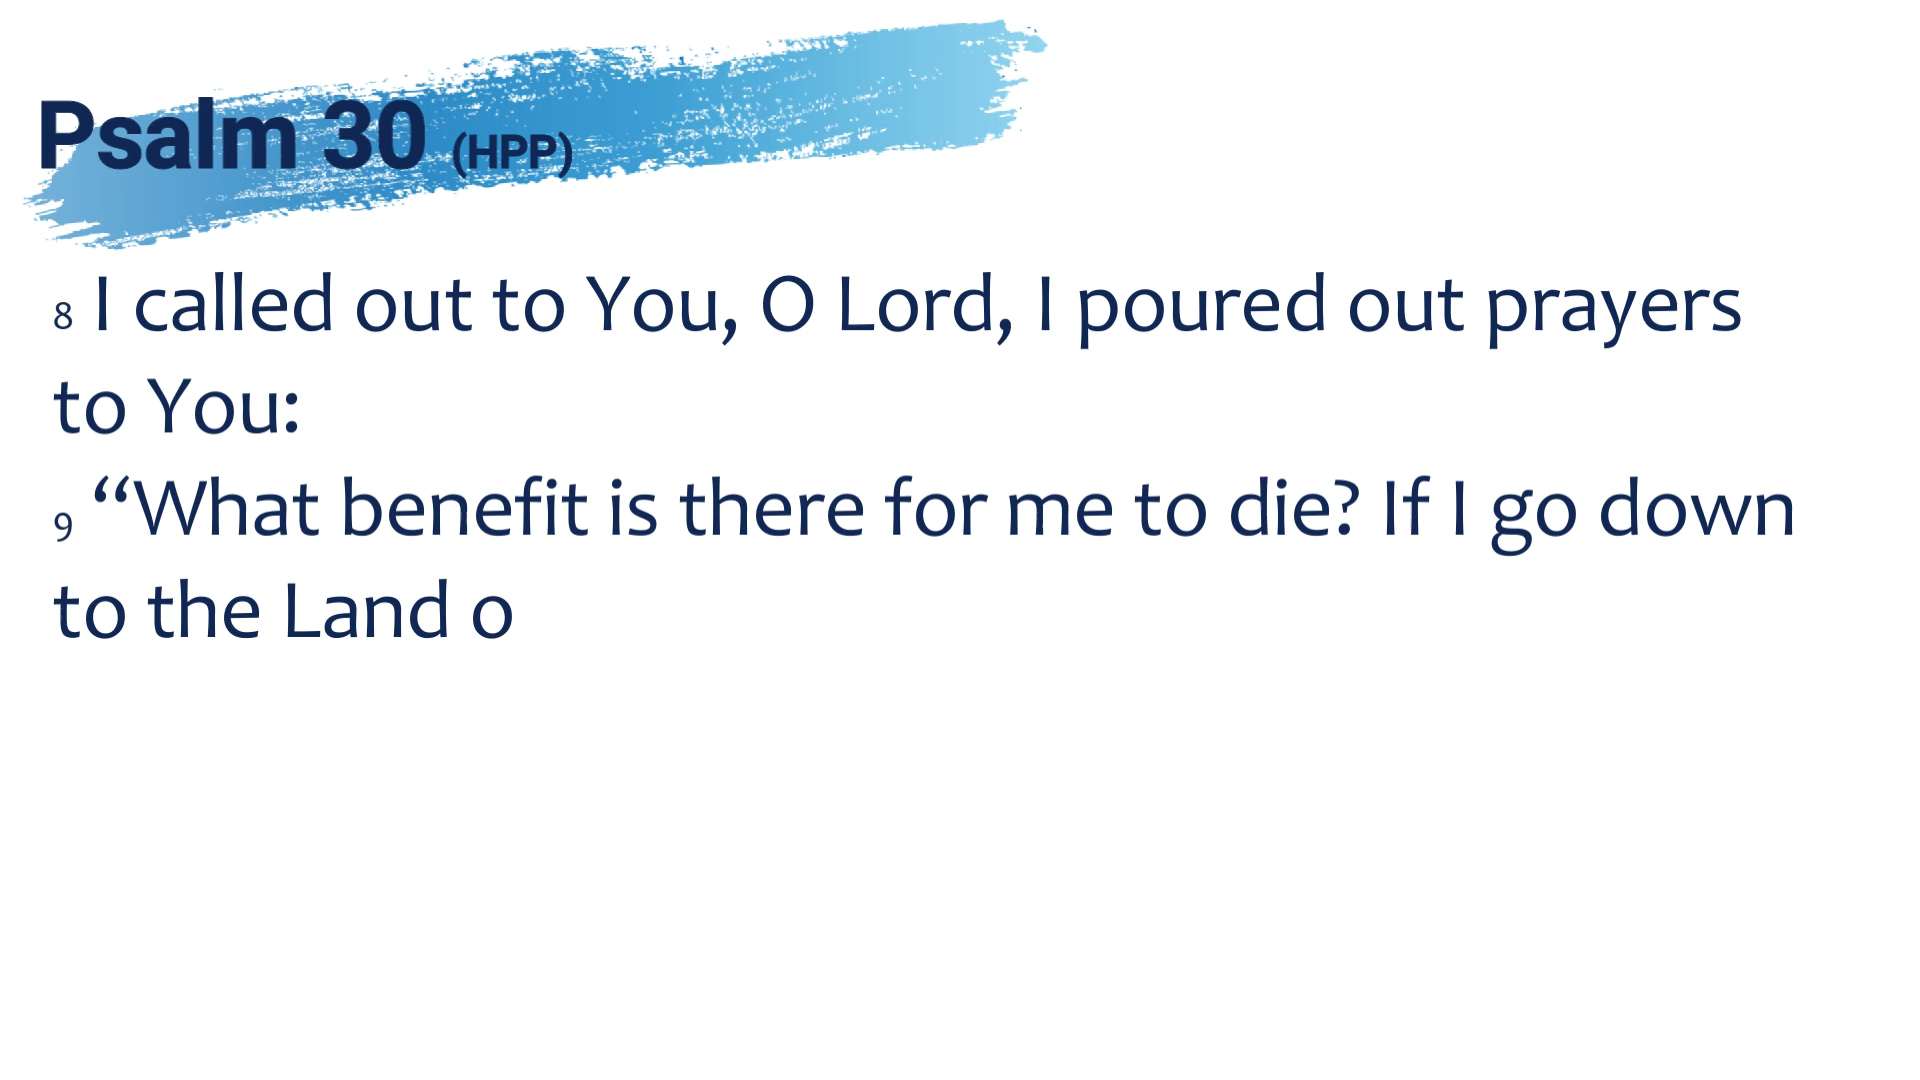 Psalm 30 (HPP)
8 I called out to You, O Lord, I poured out prayers
to You:
9 “What benefit is there for me to die? If I go down
to the Land o